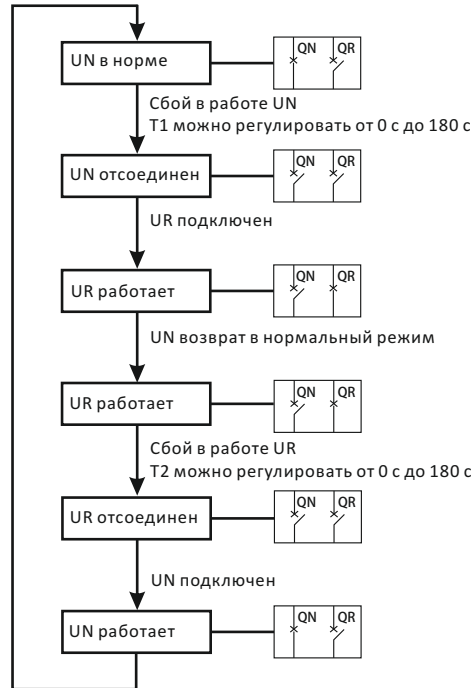 UN в норме
QN QR
Сбой в работе UN
T1 можно регулировать от 0 с до 180 с
UN отсоединен
QN QR
UR подключен
UR работает
QN QR
UN возврат в нормальный режим
UR работает
QN QR
Сбой в работе UR
T2 можно регулировать от 0 с до 180 с
UR отсоединен
QN QR
UN подключен
UN работает
QN QR